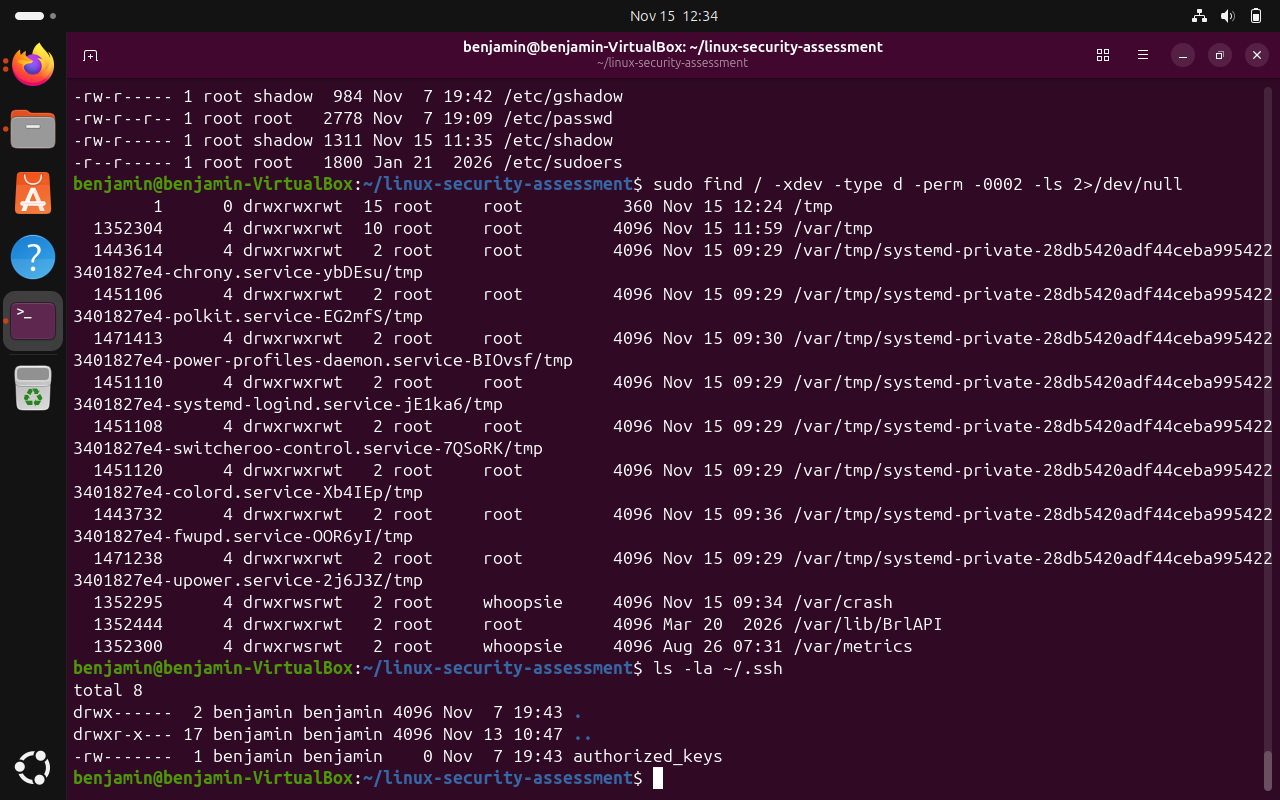 Nov 15 12:34
benjamin@benjamin-VirtualBox: ~/linux-security-assessment
~/linux-security-assessment
-rw-r----- 1 root shadow  984 Nov  7 19:42 /etc/gshadow
-rw-r--r-- 1 root root   2778 Nov  7 19:09 /etc/passwd
-rw-r----- 1 root shadow 1311 Nov 15 11:35 /etc/shadow
-r--r----- 1 root root   1800 Jan 21  2026 /etc/sudoers
benjamin@benjamin-VirtualBox:~/linux-security-assessment$ sudo find / -xdev -type d -perm -0002 -ls 2>/dev/null
        1      0 drwxrwxrwt  15 root     root          360 Nov 15 12:24 /tmp
  1352304      4 drwxrwxrwt  10 root     root         4096 Nov 15 11:59 /var/tmp
  1443614      4 drwxrwxrwt   2 root     root         4096 Nov 15 09:29 /var/tmp/systemd-private-28db5420adf44ceba995422
3401827e4-chrony.service-ybDEsu/tmp
  1451106      4 drwxrwxrwt   2 root     root         4096 Nov 15 09:29 /var/tmp/systemd-private-28db5420adf44ceba995422
3401827e4-polkit.service-EG2mfS/tmp
  1471413      4 drwxrwxrwt   2 root     root         4096 Nov 15 09:30 /var/tmp/systemd-private-28db5420adf44ceba995422
3401827e4-power-profiles-daemon.service-BIOvsf/tmp
  1451110      4 drwxrwxrwt   2 root     root         4096 Nov 15 09:29 /var/tmp/systemd-private-28db5420adf44ceba995422
3401827e4-systemd-logind.service-jE1ka6/tmp
  1451108      4 drwxrwxrwt   2 root     root         4096 Nov 15 09:29 /var/tmp/systemd-private-28db5420adf44ceba995422
3401827e4-switcheroo-control.service-7QSoRK/tmp
  1451120      4 drwxrwxrwt   2 root     root         4096 Nov 15 09:29 /var/tmp/systemd-private-28db5420adf44ceba995422
3401827e4-colord.service-Xb4IEp/tmp
  1443732      4 drwxrwxrwt   2 root     root         4096 Nov 15 09:36 /var/tmp/systemd-private-28db5420adf44ceba995422
3401827e4-fwupd.service-OOR6yI/tmp
  1471238      4 drwxrwxrwt   2 root     root         4096 Nov 15 09:29 /var/tmp/systemd-private-28db5420adf44ceba995422
3401827e4-upower.service-2j6J3Z/tmp
  1352295      4 drwxrwsrwt   2 root     whoopsie     4096 Nov 15 09:34 /var/crash
  1352444      4 drwxrwxrwt   2 root     root         4096 Mar 20  2026 /var/lib/BrlAPI
  1352300      4 drwxrwsrwt   2 root     whoopsie     4096 Aug 26 07:31 /var/metrics
benjamin@benjamin-VirtualBox:~/linux-security-assessment$ ls -la ~/.ssh
total 8
drwx------  2 benjamin benjamin 4096 Nov  7 19:43 .
drwxr-x--- 17 benjamin benjamin 4096 Nov 13 10:47 ..
-rw-------  1 benjamin benjamin    0 Nov  7 19:43 authorized_keys
benjamin@benjamin-VirtualBox:~/linux-security-assessment$